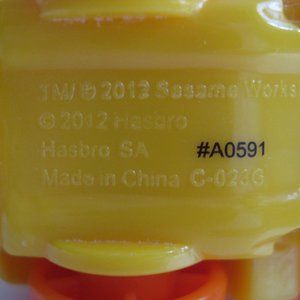 TM/® 2012 Sesame Works
© 2012 Hasbro
Hasbro SA #A0591
Made in China C-023G